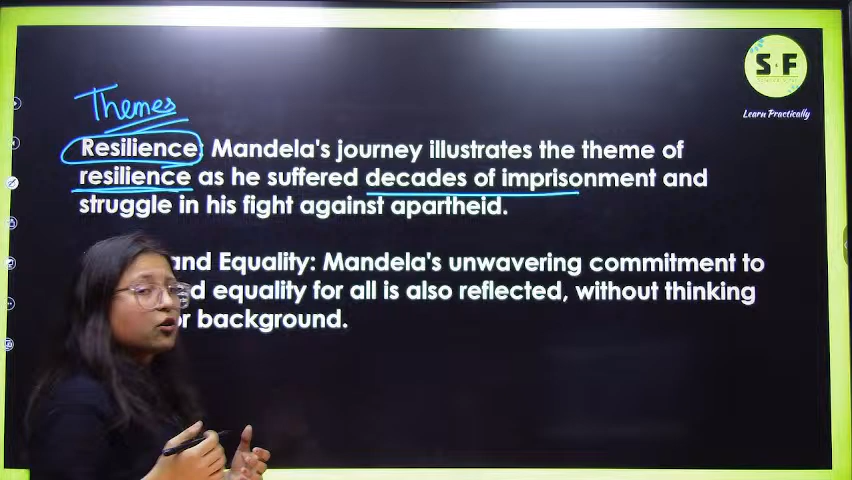 S F
Learn Practically
Themes
Resilience: Mandela's journey illustrates the theme of
resilience as he suffered decades of imprisonment and
struggle in his fight against apartheid.
and Equality: Mandela's unwavering commitment to
equality for all is also reflected, without thinking
or background.